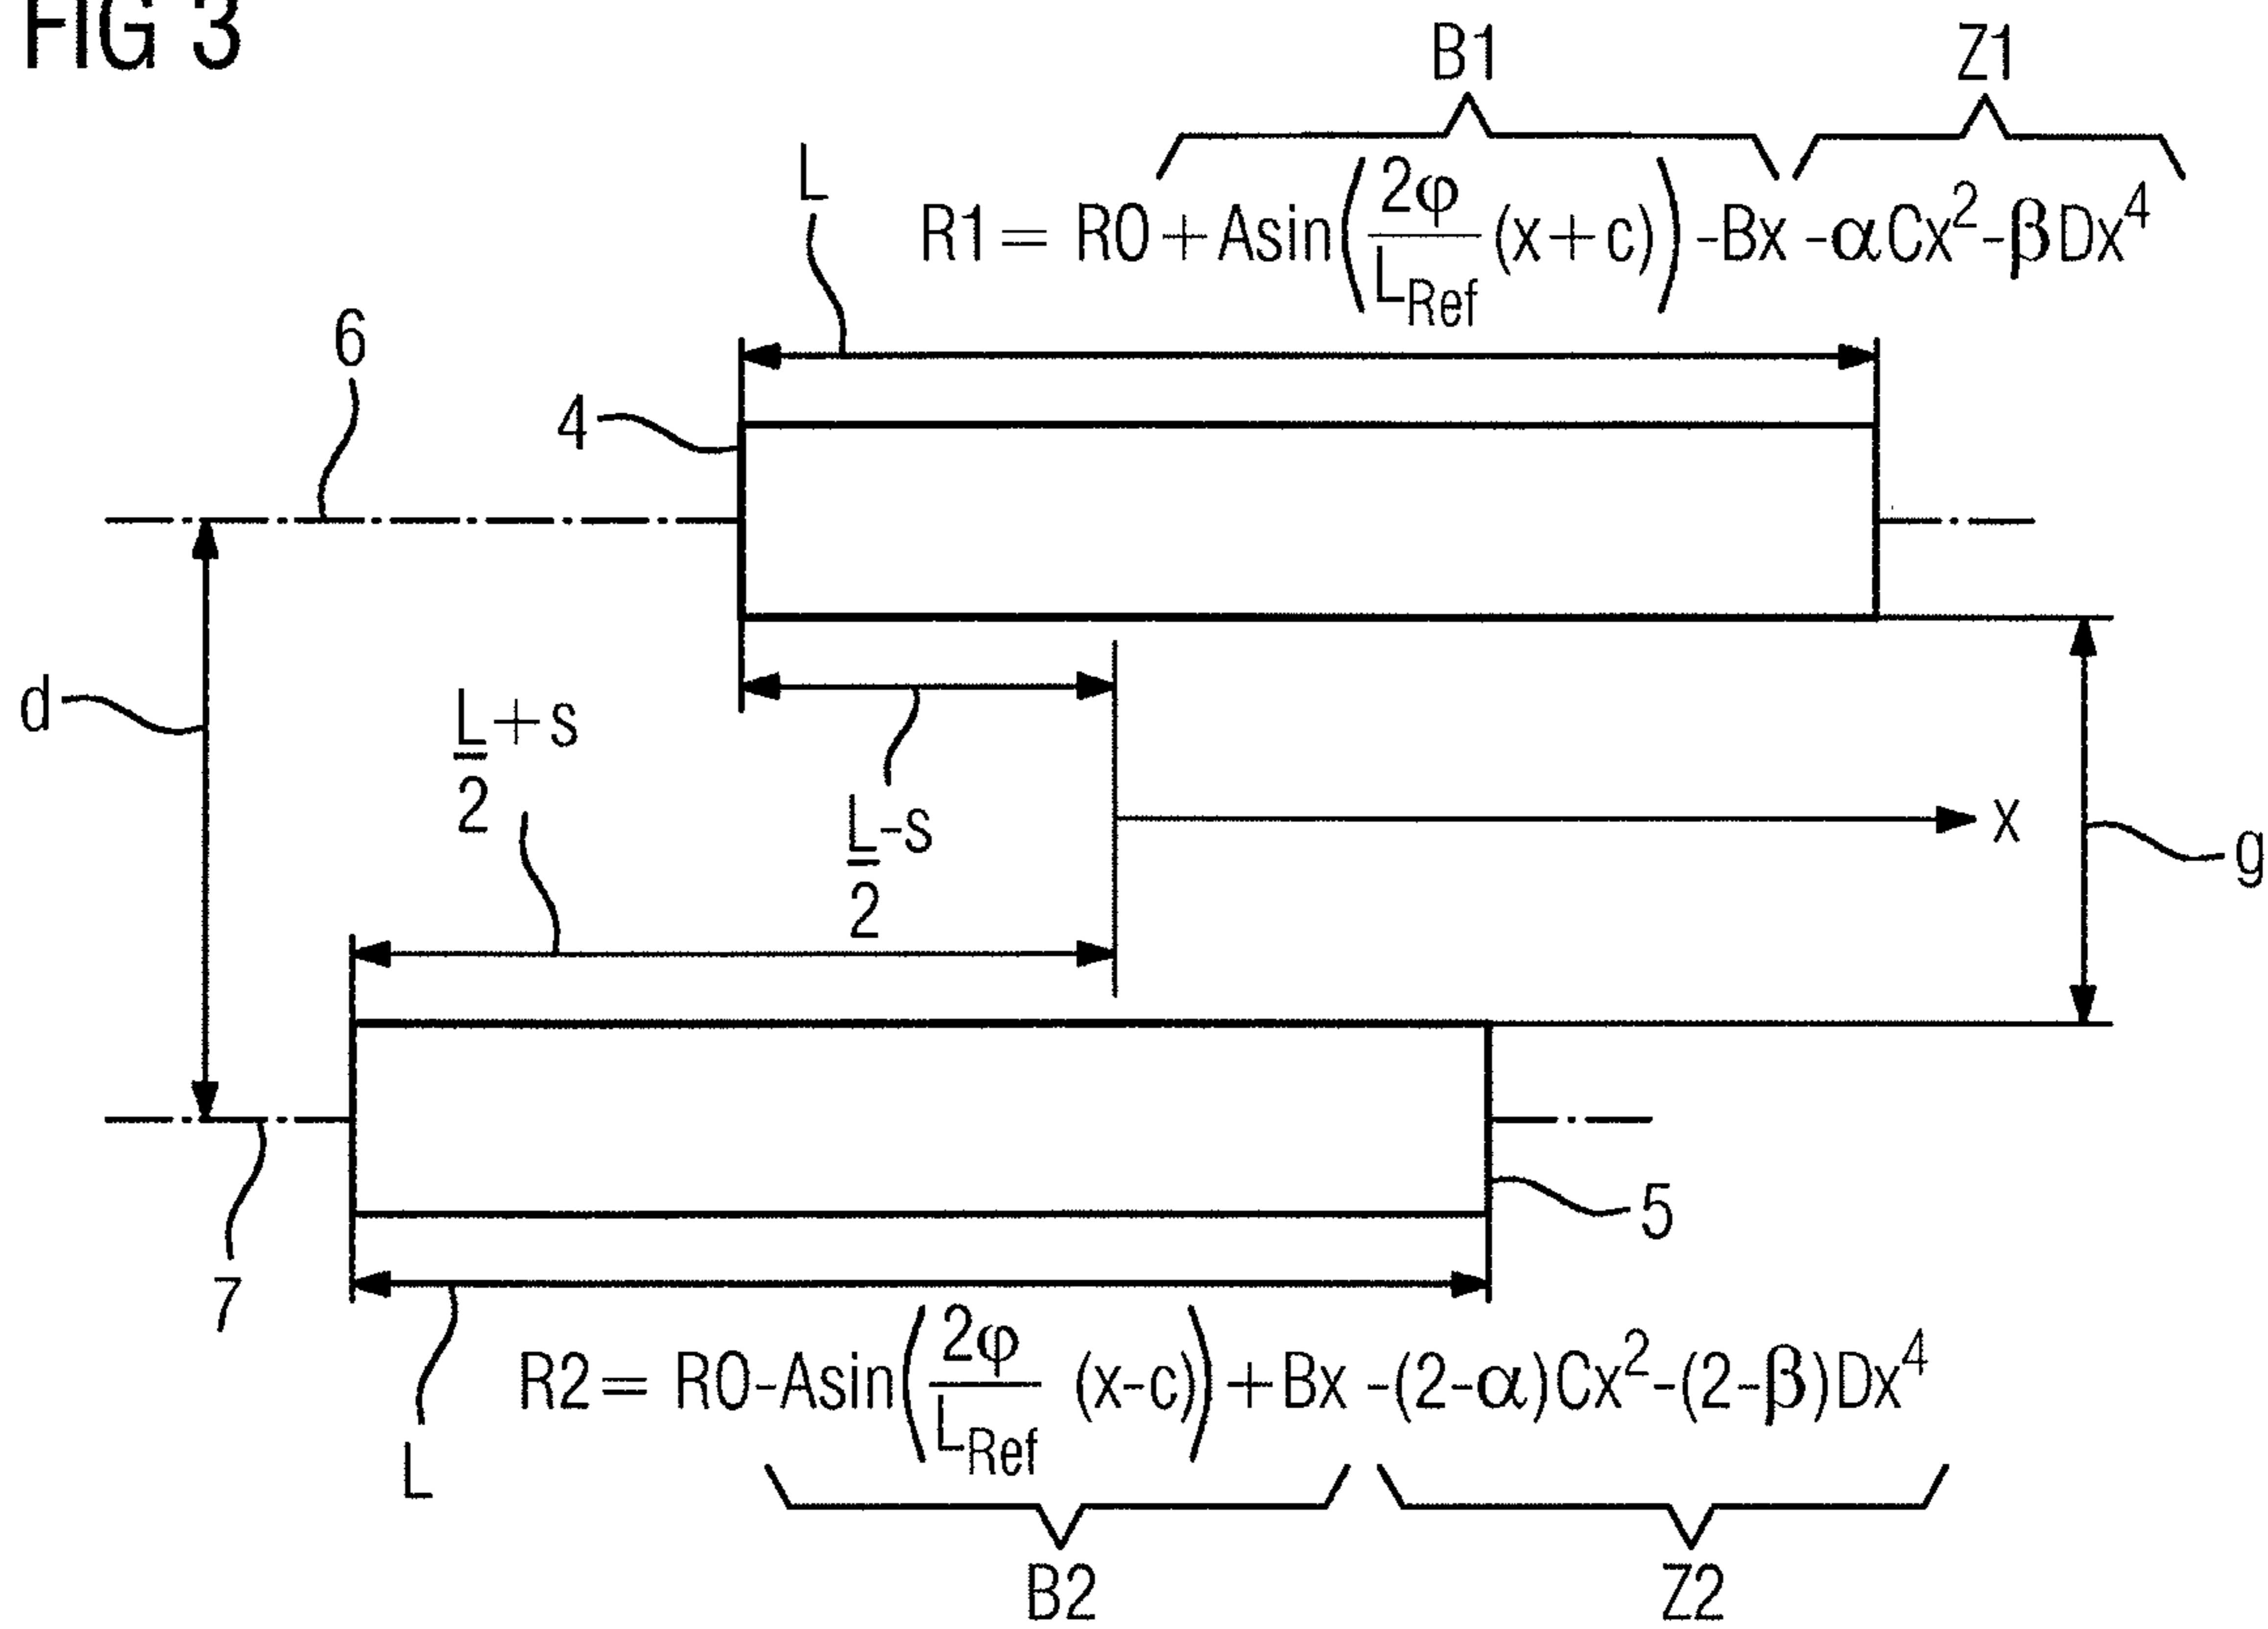 FIG 3
B1
Z1
L
R1 = R0 + Asin(2φ/L_Ref (x+c)) - Bx - αCx² - βDx⁴
6
4
d
L/2 + s
L/2 - s
x
g
5
7
L
R2 = R0 - Asin(2φ/L_Ref (x-c)) + Bx - (2-α)Cx² - (2-β)Dx⁴
B2
Z2